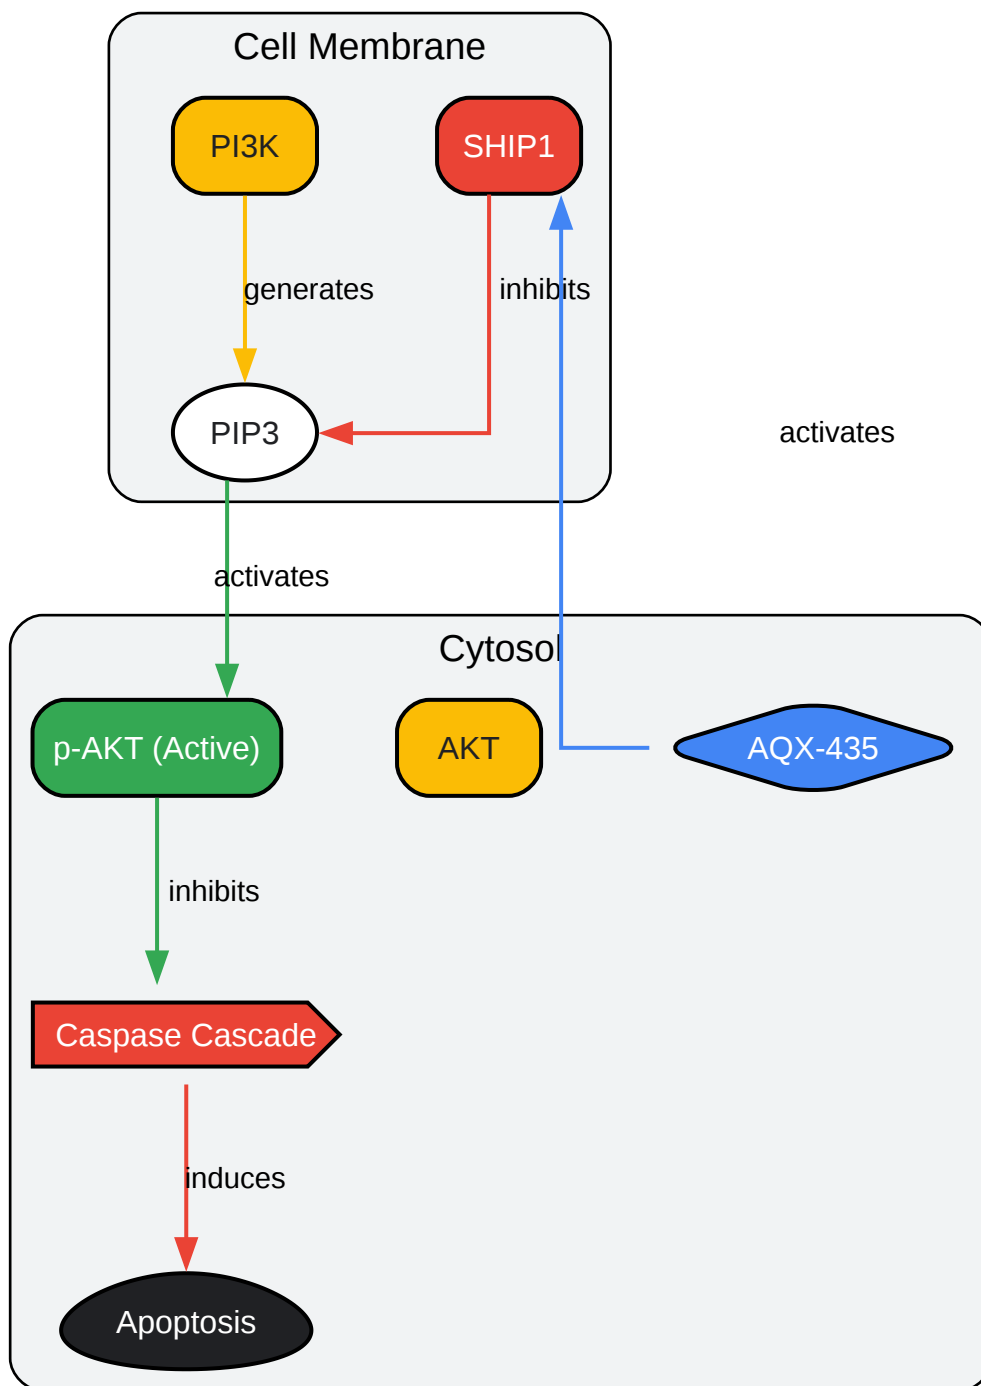 Cell Membrane
PI3K
SHIP1
generates
inhibits
PIP3
activates
activates
Cytosol
p-AKT (Active)
AKT
AQX-435
inhibits
Caspase Cascade
induces
Apoptosis